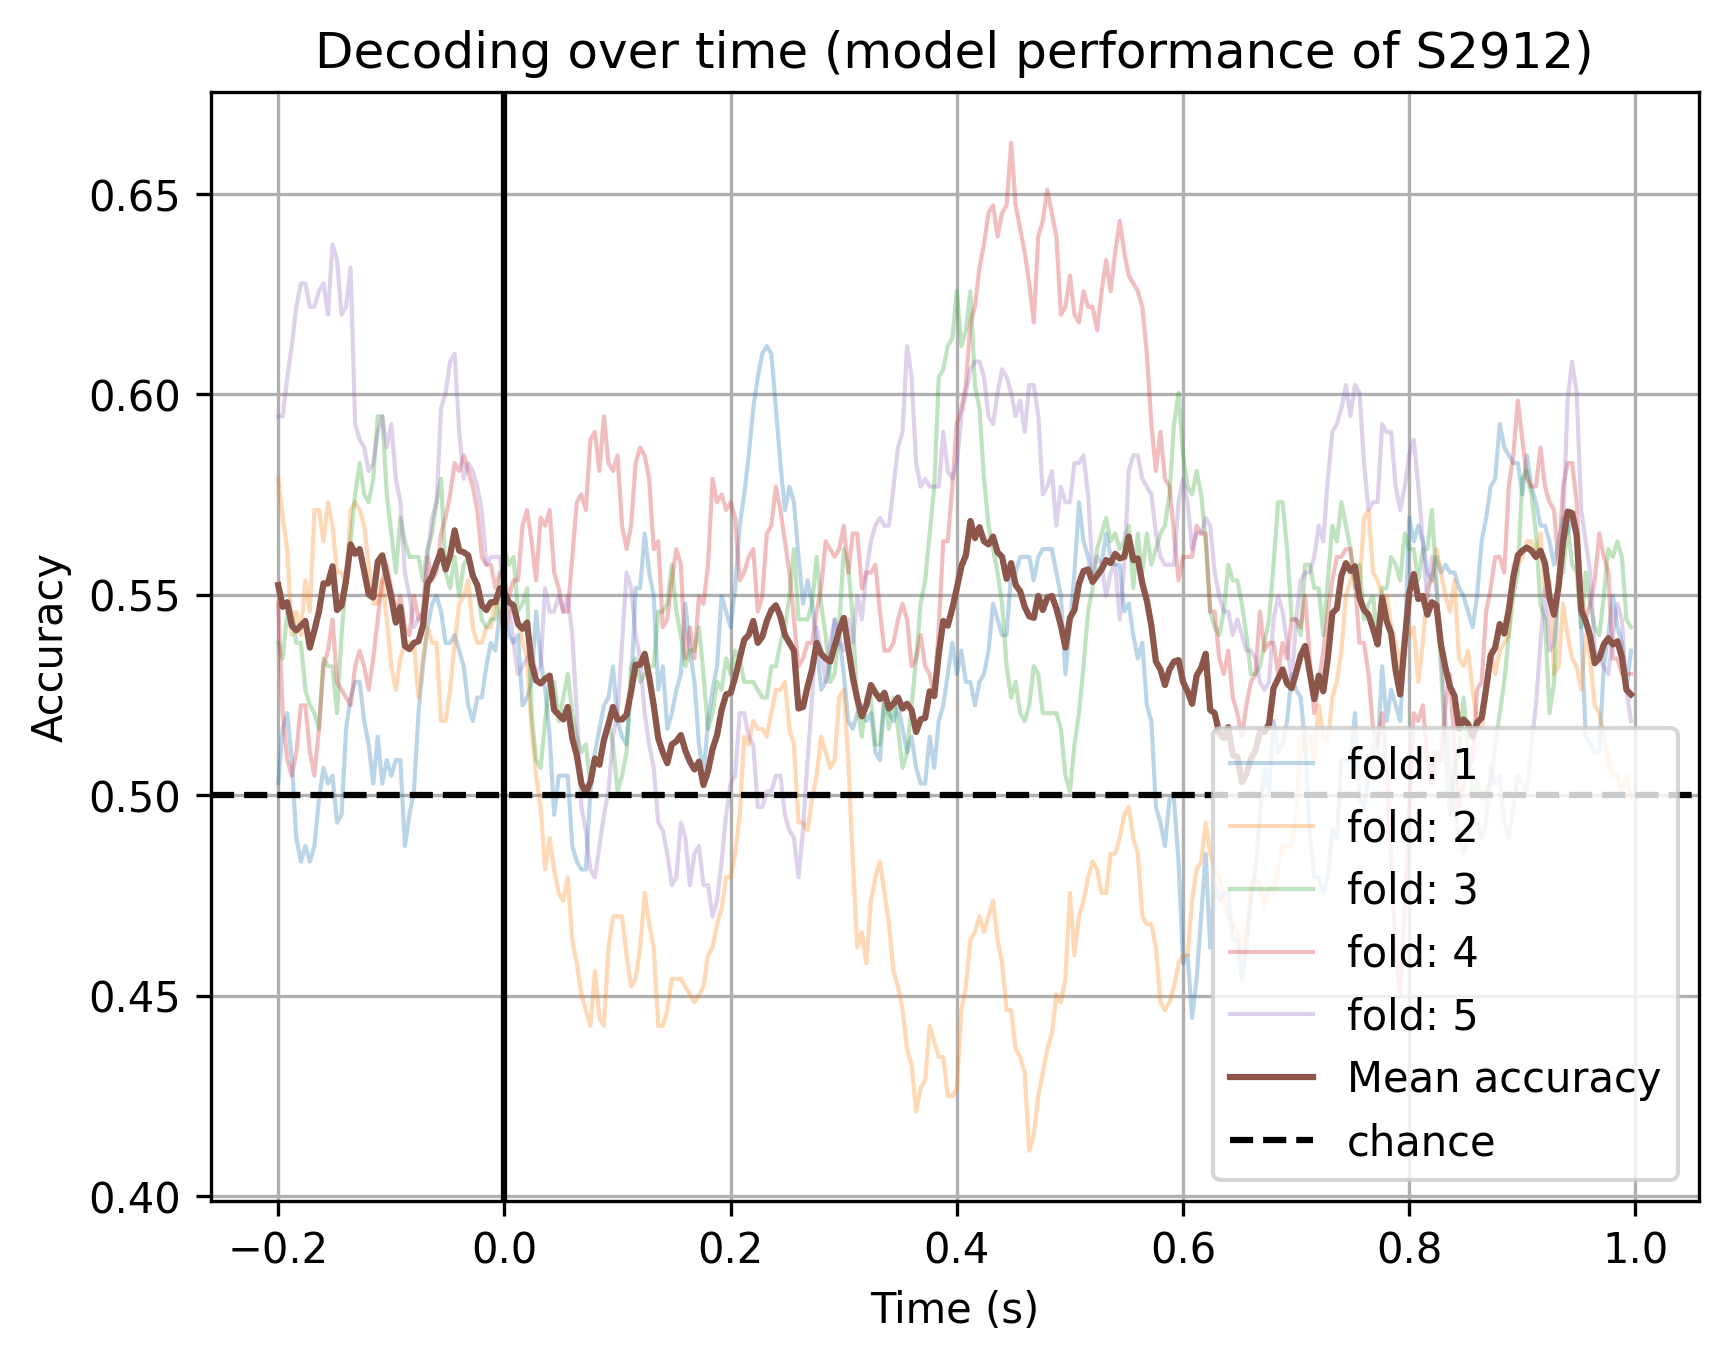 Decoding over time (model performance of S2912)
Accuracy
0.65
0.60
0.55
0.50
0.45
0.40
−0.2
0.0
0.2
0.4
0.6
0.8
1.0
Time (s)
fold: 1
fold: 2
fold: 3
fold: 4
fold: 5
Mean accuracy
chance